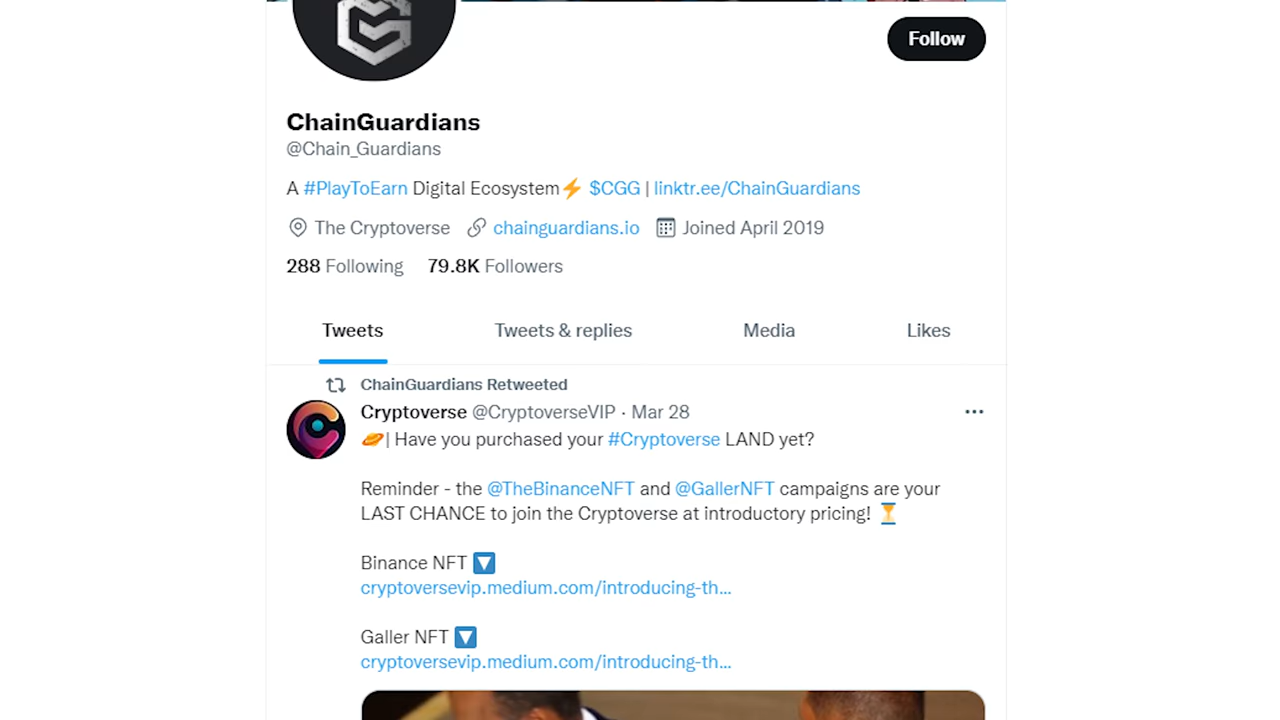 Follow
ChainGuardians
@Chain_Guardians
A #PlayToEarn Digital Ecosystem⚡ $CGG | linktr.ee/ChainGuardians
The Cryptoverse chainguardians.io Joined April 2019
288 Following 79.8K Followers
Tweets Tweets & replies Media Likes
ChainGuardians Retweeted
Cryptoverse @CryptoverseVIP · Mar 28
🪐| Have you purchased your #Cryptoverse LAND yet?
Reminder - the @TheBinanceNFT and @GallerNFT campaigns are your
LAST CHANCE to join the Cryptoverse at introductory pricing! ⏳
Binance NFT 🔽
cryptoversevip.medium.com/introducing-th...
Galler NFT 🔽
cryptoversevip.medium.com/introducing-th...